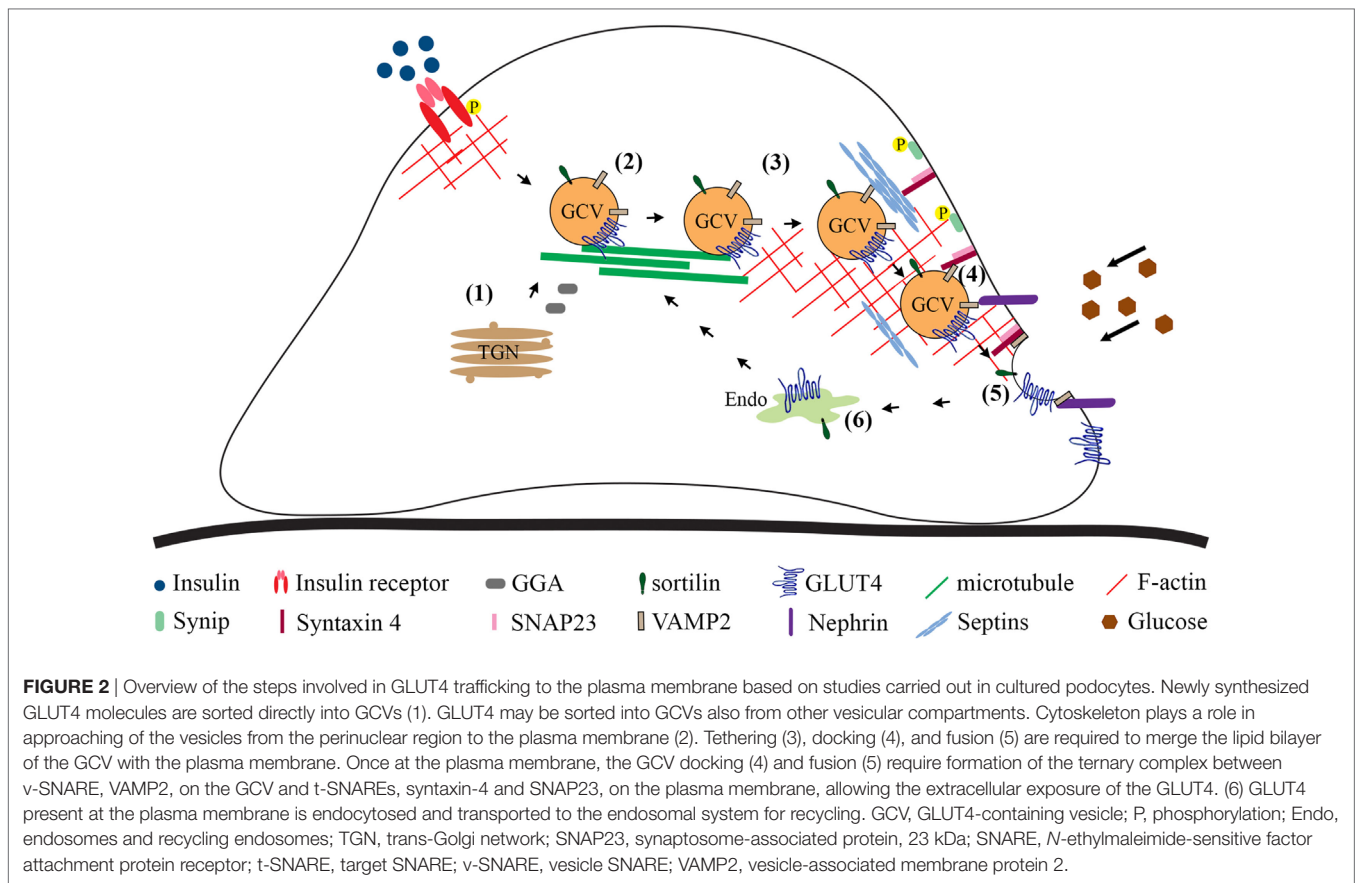 P
(2)
(3)
P
GCV
GCV
GCV
P
(1)
(4)
GCV
TGN
(5)
Endo
(6)
Insulin Insulin receptor GGA sortilin GLUT4 microtubule F-actin
Synip Syntaxin 4 SNAP23 VAMP2 Nephrin Septins Glucose
FIGURE 2 | Overview of the steps involved in GLUT4 trafficking to the plasma membrane based on studies carried out in cultured podocytes. Newly synthesized
GLUT4 molecules are sorted directly into GCVs (1). GLUT4 may be sorted into GCVs also from other vesicular compartments. Cytoskeleton plays a role in
approaching of the vesicles from the perinuclear region to the plasma membrane (2). Tethering (3), docking (4), and fusion (5) are required to merge the lipid bilayer
of the GCV with the plasma membrane. Once at the plasma membrane, the GCV docking (4) and fusion (5) require formation of the ternary complex between
v-SNARE, VAMP2, on the GCV and t-SNAREs, syntaxin-4 and SNAP23, on the plasma membrane, allowing the extracellular exposure of the GLUT4. (6) GLUT4
present at the plasma membrane is endocytosed and transported to the endosomal system for recycling. GCV, GLUT4-containing vesicle; P, phosphorylation; Endo,
endosomes and recycling endosomes; TGN, trans-Golgi network; SNAP23, synaptosome-associated protein, 23 kDa; SNARE, N-ethylmaleimide-sensitive factor
attachment protein receptor; t-SNARE, target SNARE; v-SNARE, vesicle SNARE; VAMP2, vesicle-associated membrane protein 2.